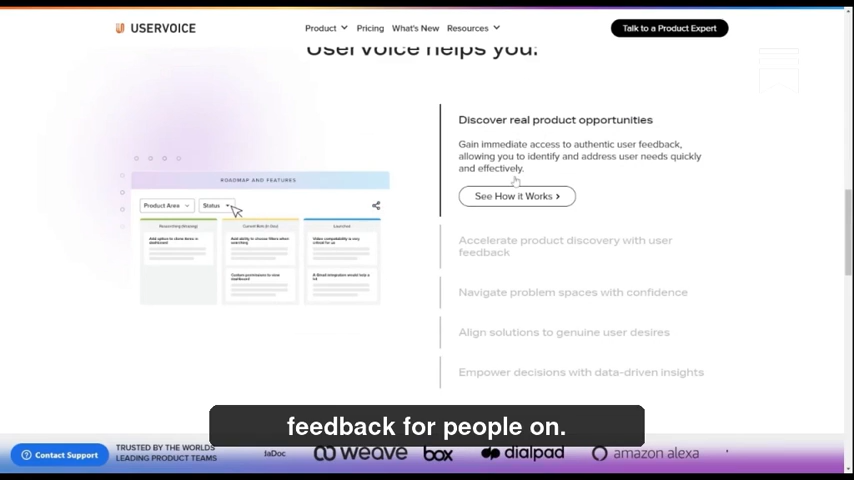 USERVOICE
Product
Pricing
What's New
Resources
Talk to a Product Expert
UserVoice helps you:
Discover real product opportunities
Gain immediate access to authentic user feedback,
allowing you to identify and address user needs quickly
and effectively.
See How it Works
ROADMAP AND FEATURES
Product Area
Status
Accelerate product discovery with user
feedback
Navigate problem spaces with confidence
Align solutions to genuine user desires
Empower decisions with data-driven insights
feedback for people on.
Contact Support
TRUSTED BY THE WORLDS
LEADING PRODUCT TEAMS
weave
box
dialpad
amazon alexa